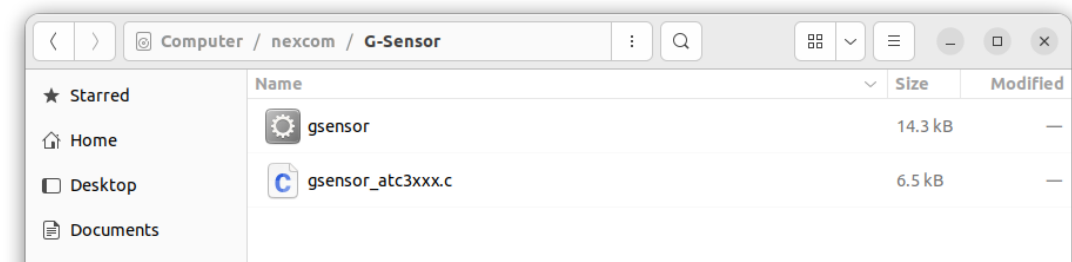 Computer / nexcom / G-Sensor
Name Size Modified
Starred
gsensor 14.3 kB —
Home
gsensor_atc3xxx.c 6.5 kB —
Desktop
Documents